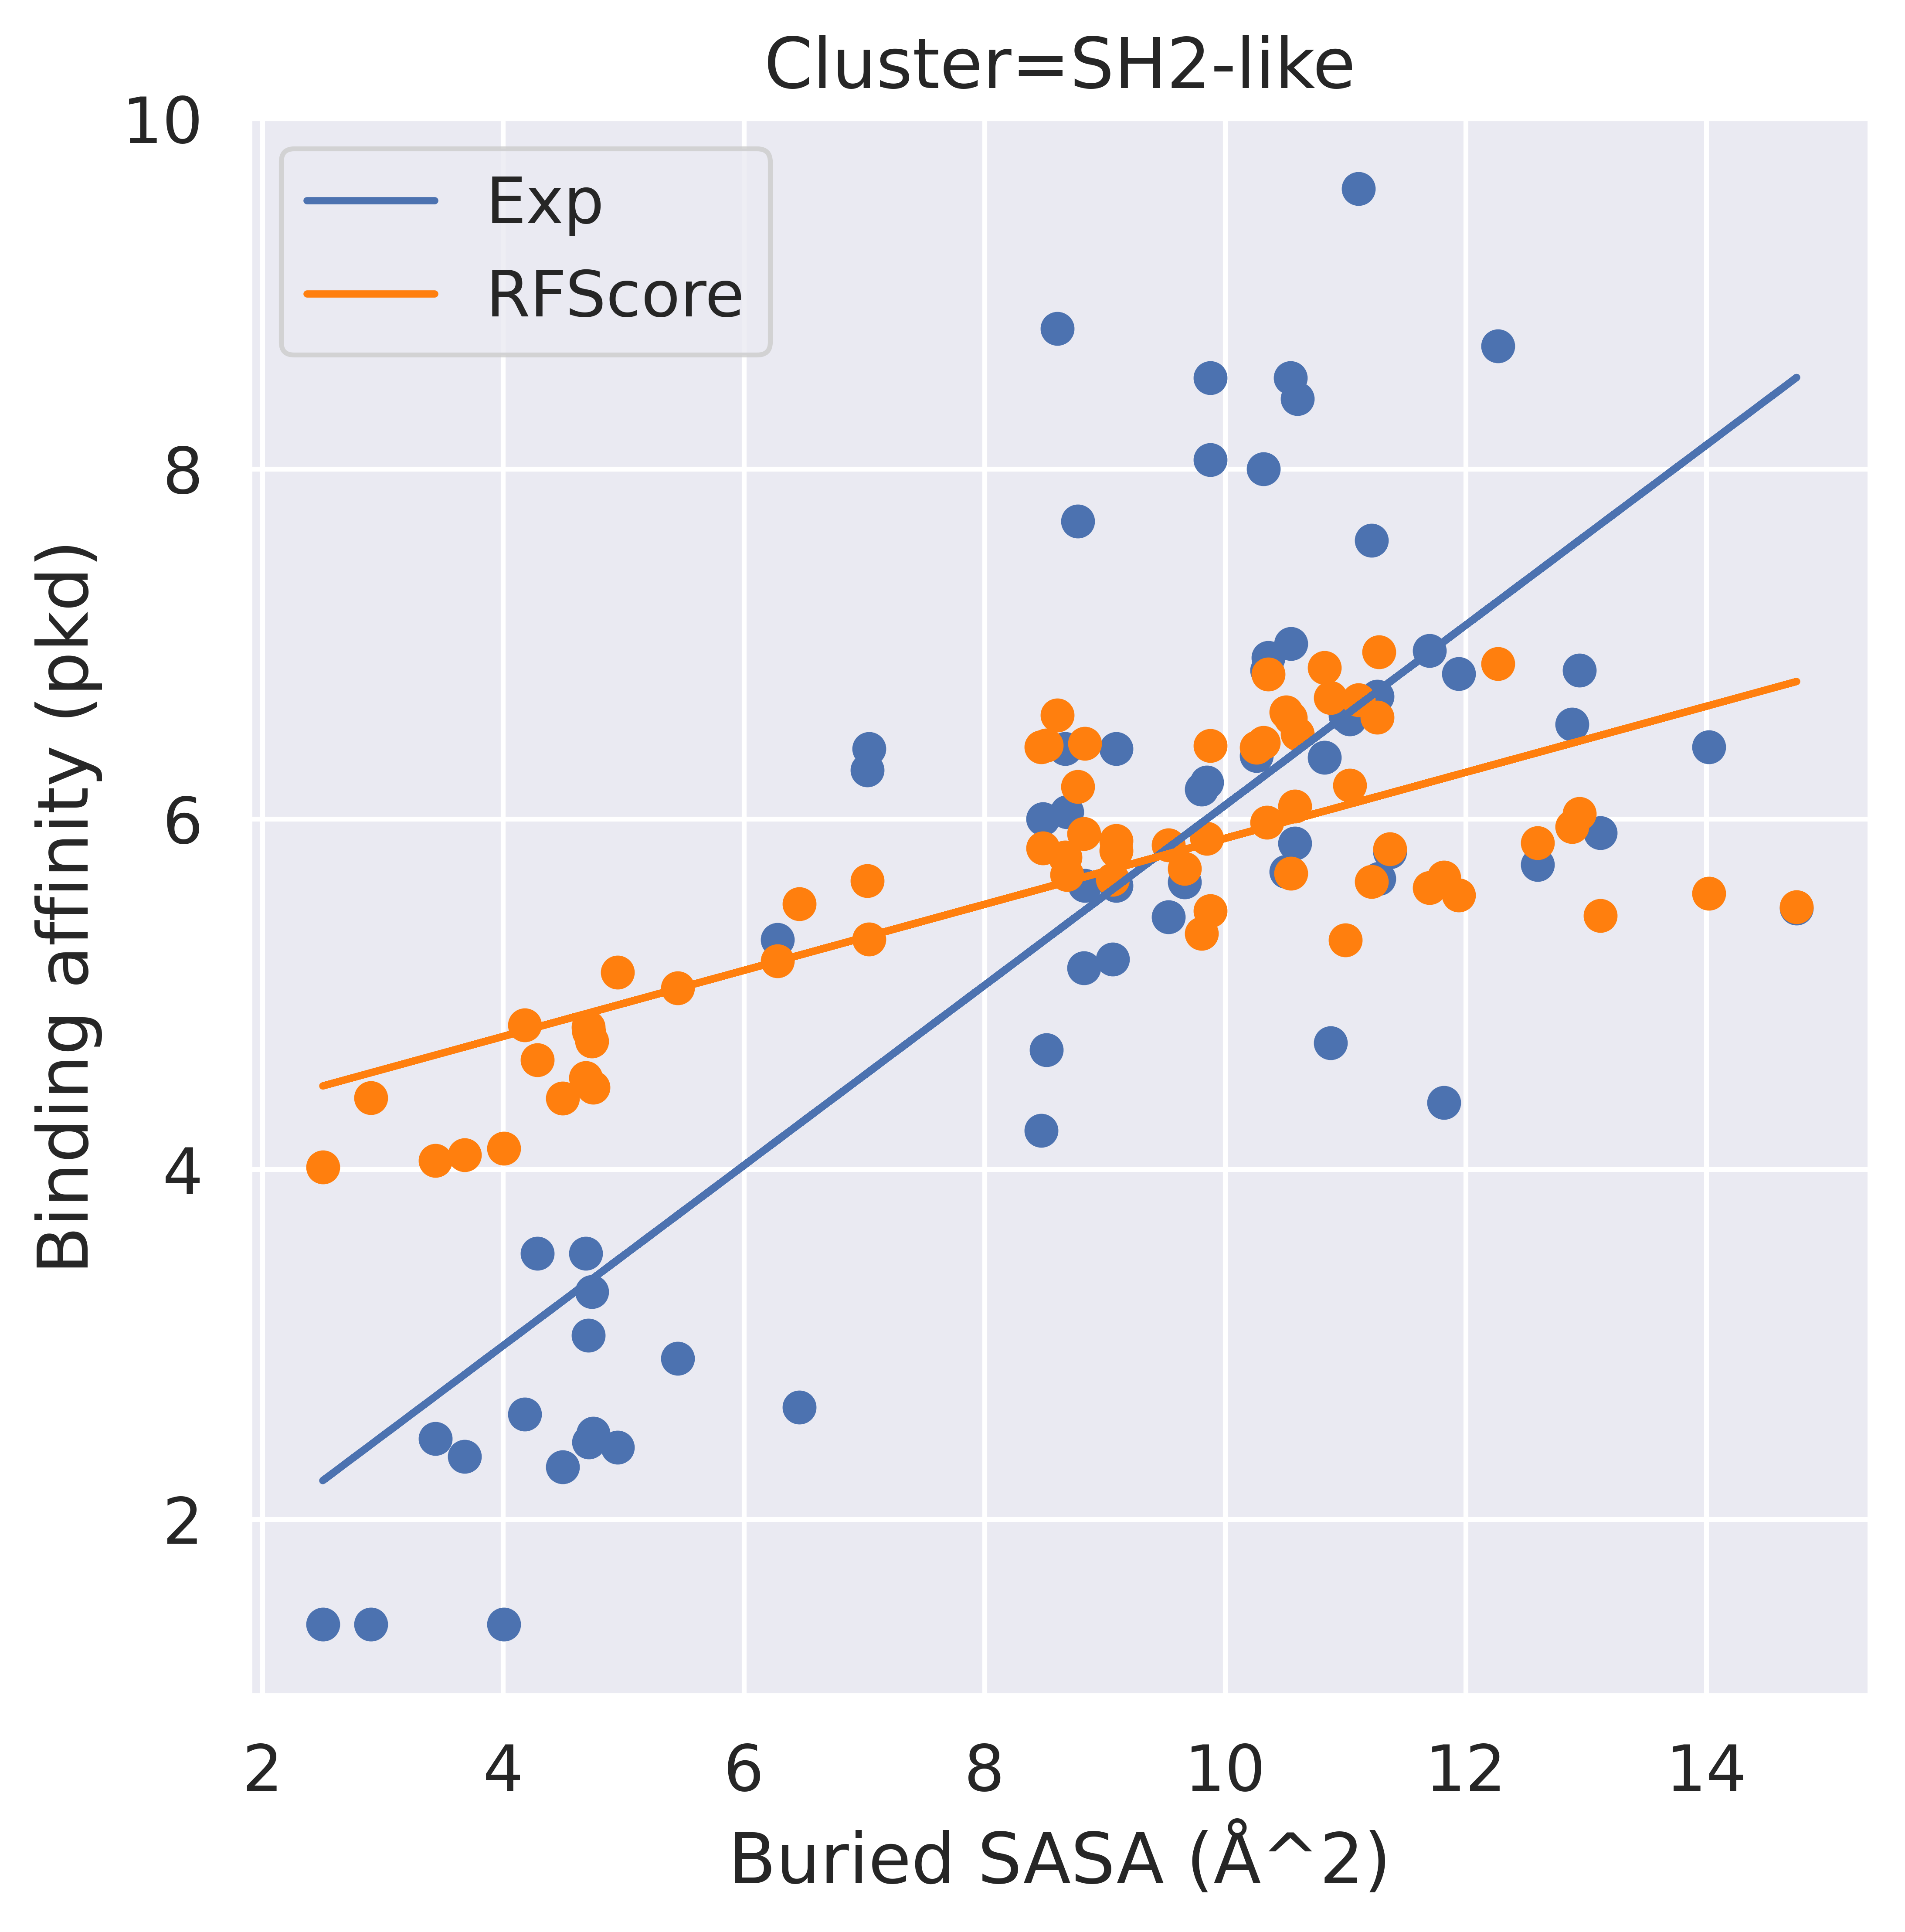 Cluster=SH2-like
Exp
RFScore
10
8
6
4
2
Binding affinity (pkd)
2 4 6 8 10 12 14
Buried SASA (Å^2)